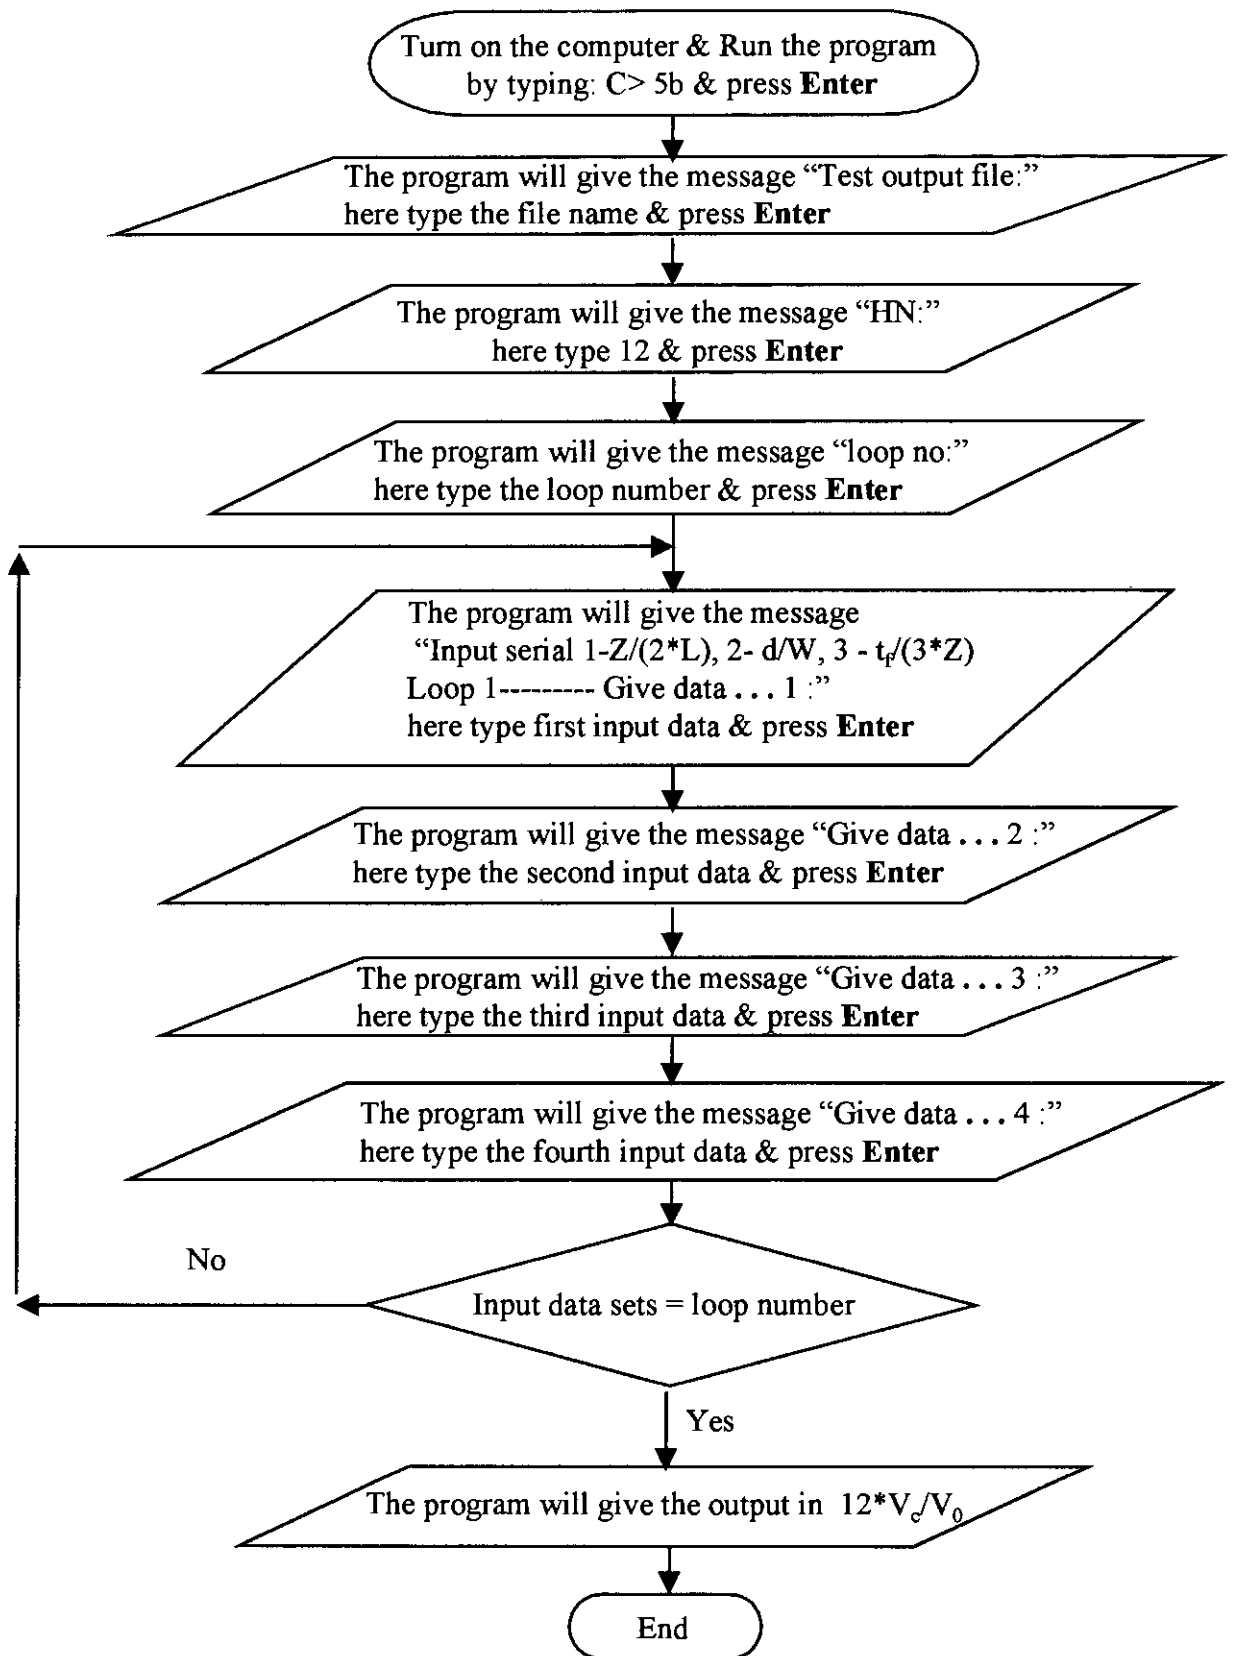 Turn on the computer & Run the program
by typing: C> 5b & press Enter
The program will give the message “Test output file:”
here type the file name & press Enter
The program will give the message “HN:”
here type 12 & press Enter
The program will give the message “loop no:”
here type the loop number & press Enter
The program will give the message
“Input serial 1-Z/(2*L), 2- d/W, 3 - tf/(3*Z)
Loop 1--------- Give data . . . 1 :”
here type first input data & press Enter
The program will give the message “Give data . . . 2 :”
here type the second input data & press Enter
The program will give the message “Give data . . . 3 :”
here type the third input data & press Enter
The program will give the message “Give data . . . 4 :”
here type the fourth input data & press Enter
No
Input data sets = loop number
Yes
The program will give the output in 12*Vc/V0
End